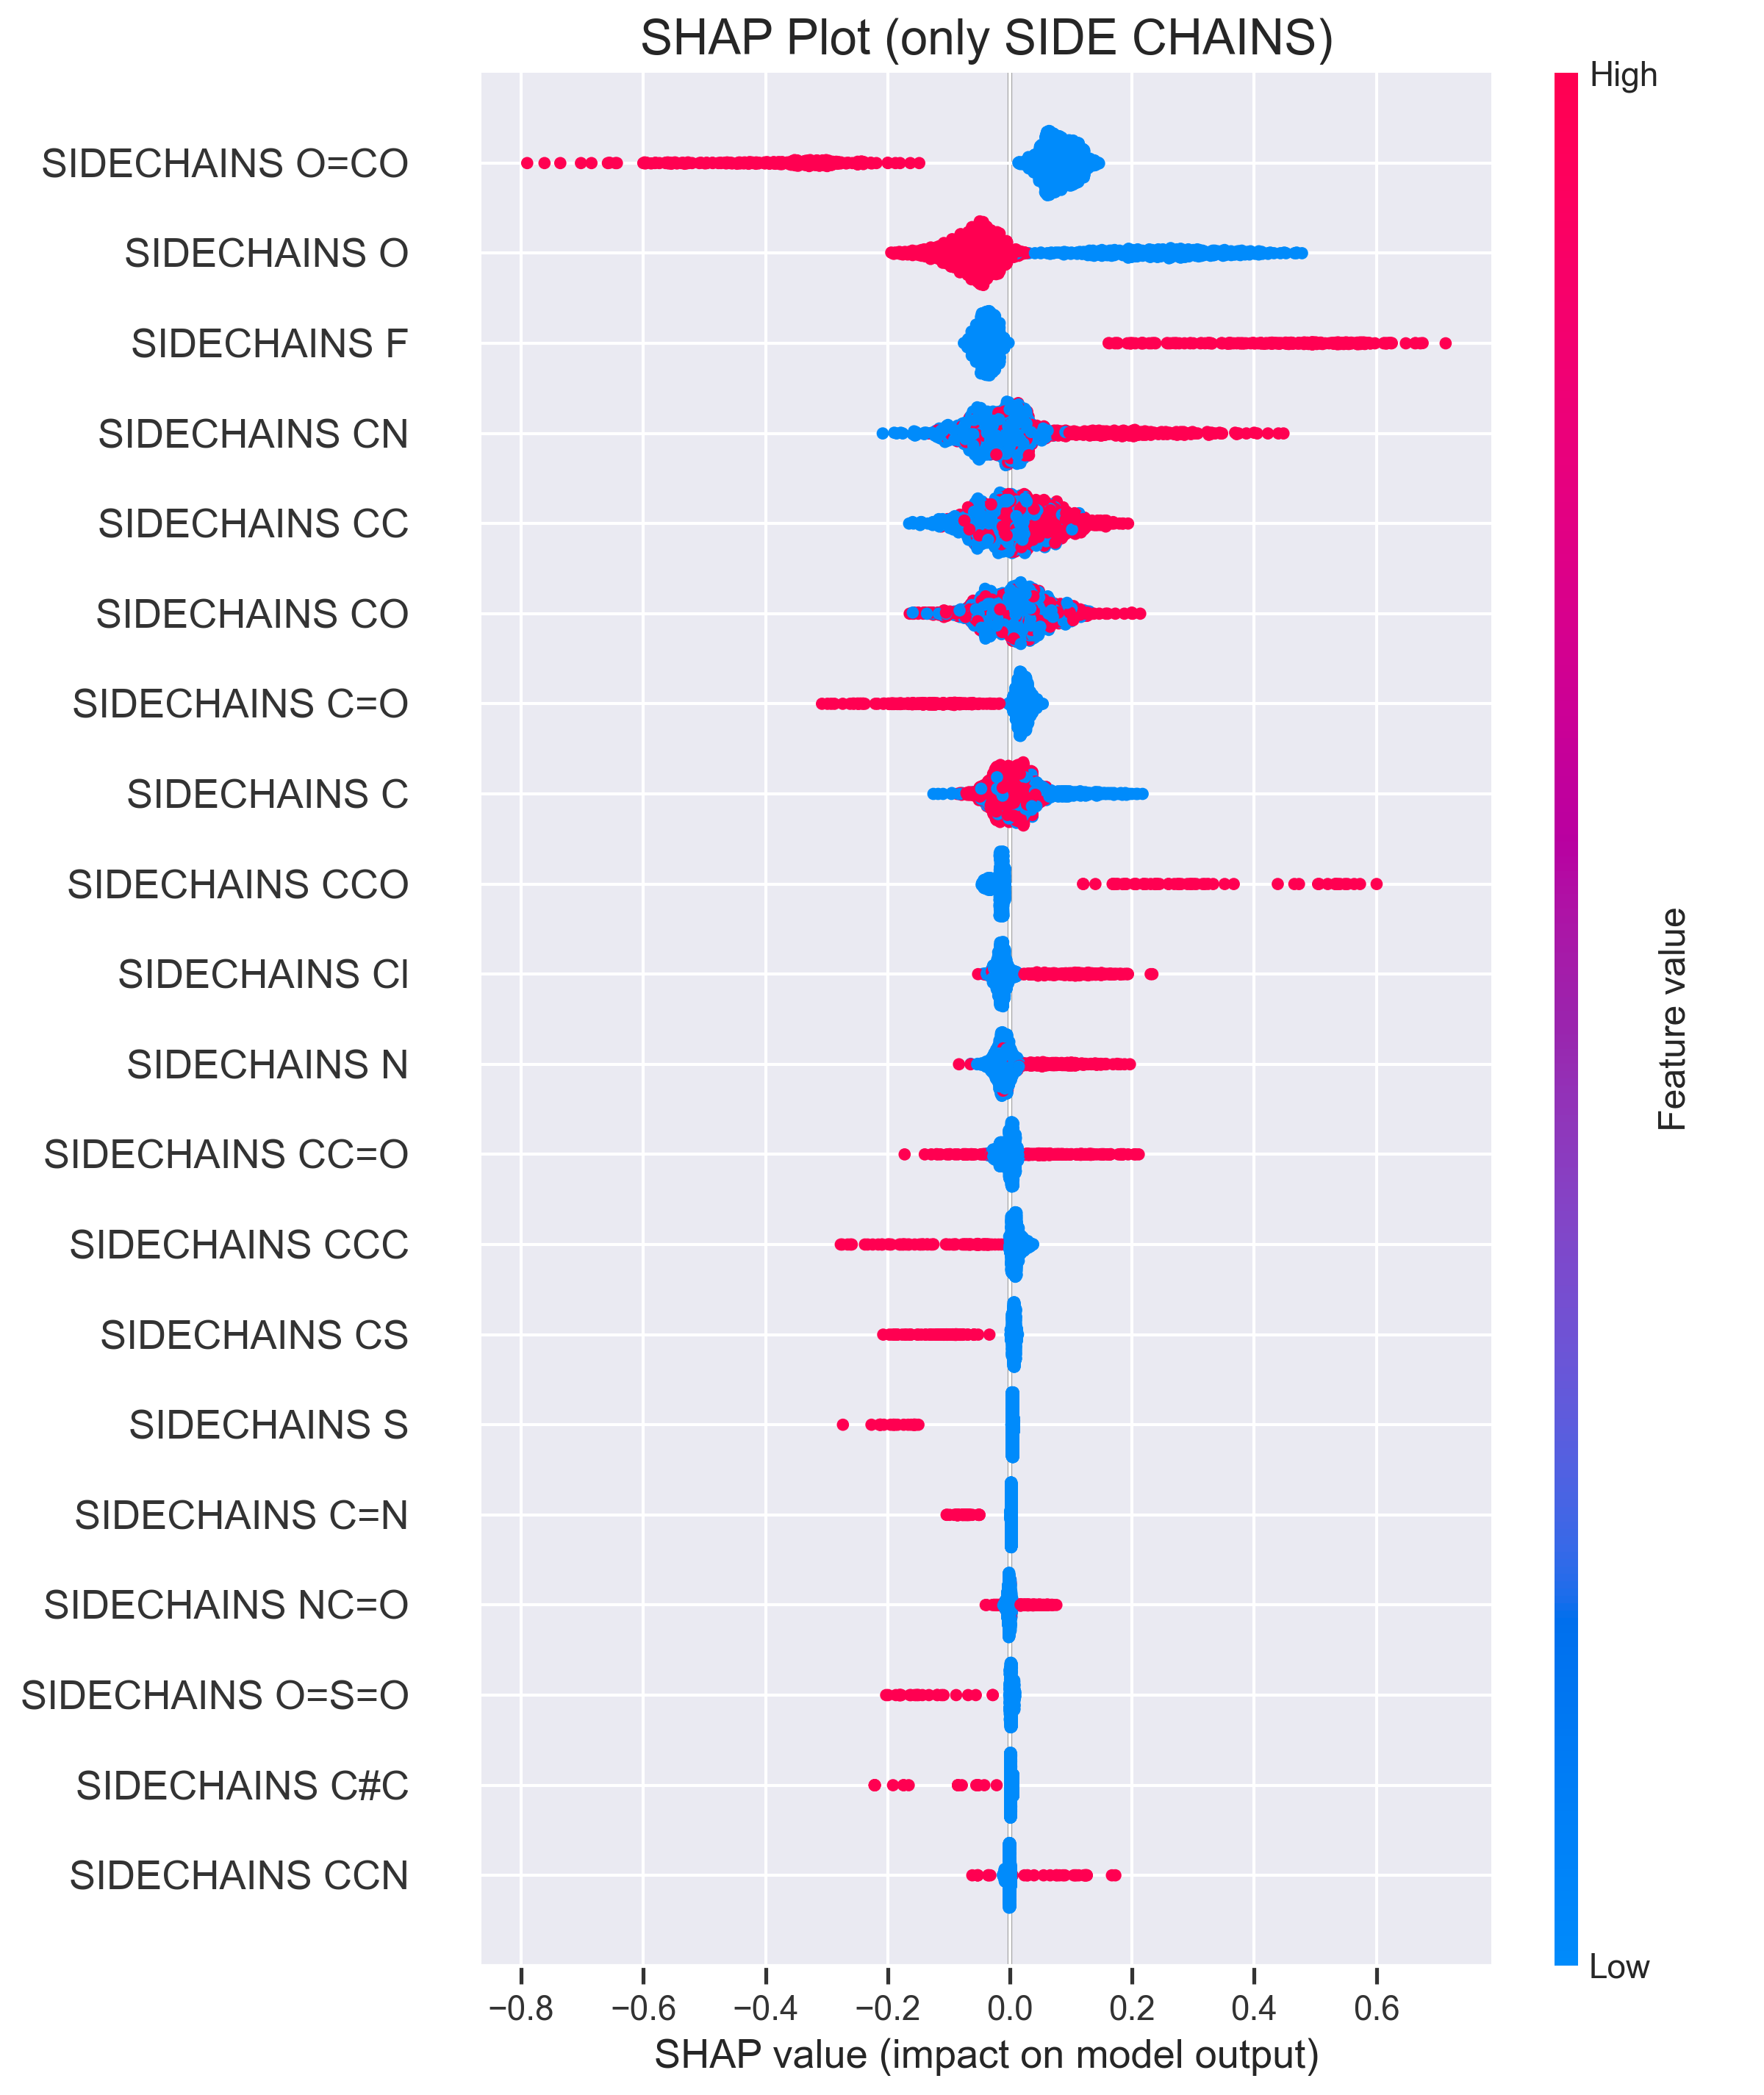 SHAP Plot (only SIDE CHAINS)
High
SIDECHAINS O=CO
SIDECHAINS O
SIDECHAINS F
SIDECHAINS CN
SIDECHAINS CC
SIDECHAINS CO
SIDECHAINS C=O
SIDECHAINS C
SIDECHAINS CCO
SIDECHAINS Cl
SIDECHAINS N
SIDECHAINS CC=O
SIDECHAINS CCC
SIDECHAINS CS
SIDECHAINS S
SIDECHAINS C=N
SIDECHAINS NC=O
SIDECHAINS O=S=O
SIDECHAINS C#C
SIDECHAINS CCN
Feature value
Low
−0.8 −0.6 −0.4 −0.2 0.0 0.2 0.4 0.6
SHAP value (impact on model output)